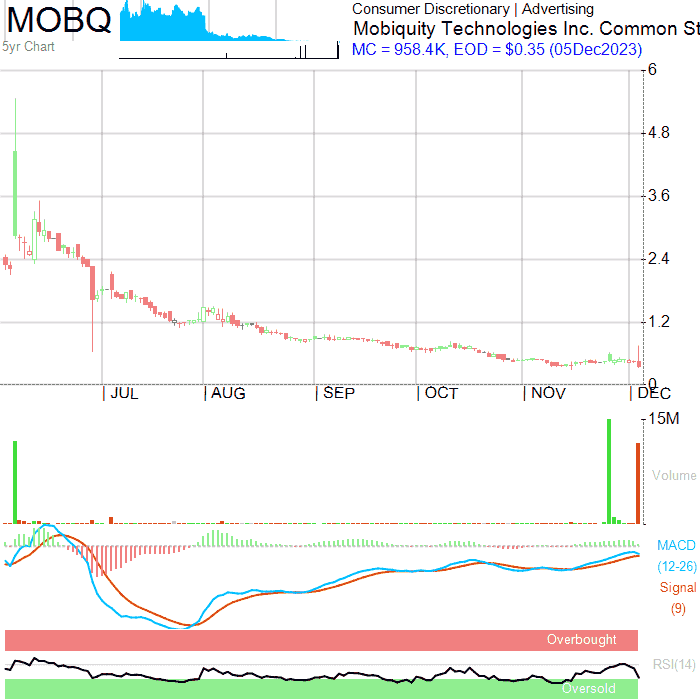 MOBQ
Consumer Discretionary | Advertising
Mobiquity Technologies Inc. Common St
5yr Chart
MC = 958.4K, EOD = $0.35 (05Dec2023)
6
4.8
3.6
2.4
1.2
0
JUL
AUG
SEP
OCT
NOV
DEC
15M
Volume
MACD
(12-26)
Signal
(9)
Overbought
RSI(14)
Oversold